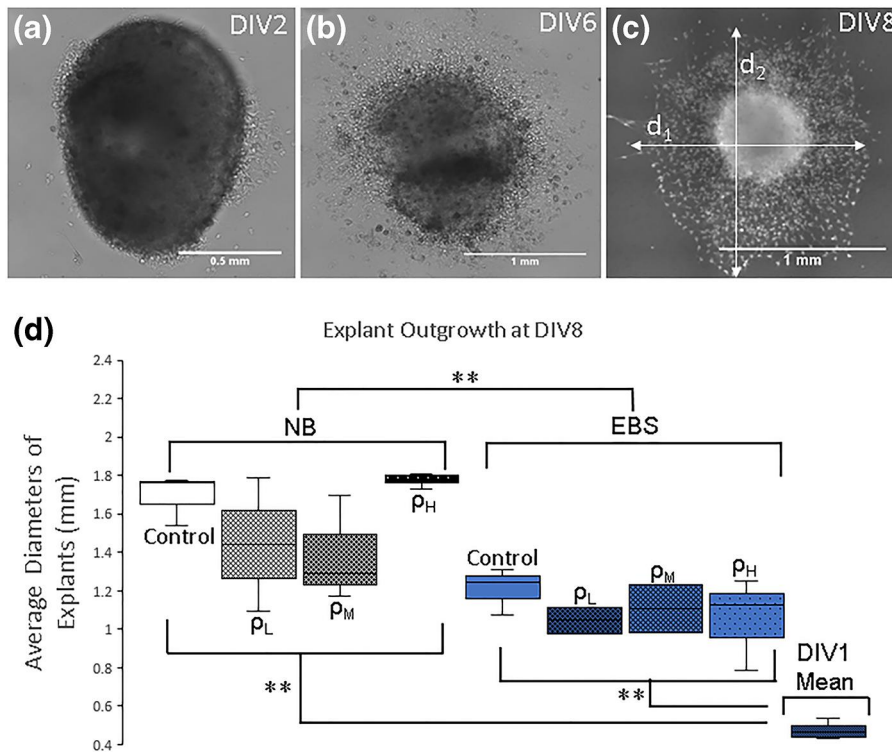 (a) DIV2
0.5 mm
(b) DIV6
1 mm
(c) DIV8
d2
d1
1 mm
(d) Explant Outgrowth at DIV8
Average Diameters of
Explants (mm)
2.4
2.2
2
1.8
1.6
1.4
1.2
1
0.8
0.6
0.4
**
NB
EBS
Control
ρL
ρM
ρH
Control
ρL
ρM
ρH
**
**
DIV1
Mean